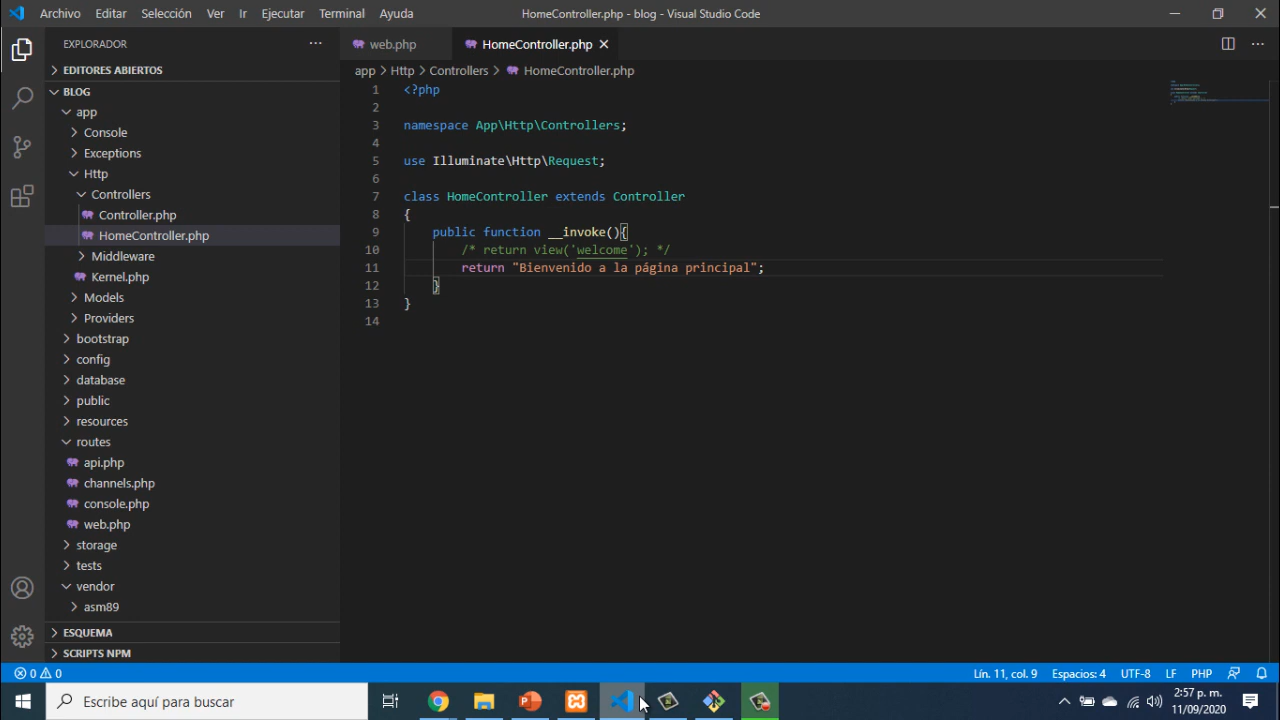 Archivo Editar Selección Ver Ir Ejecutar Terminal Ayuda HomeController.php - blog - Visual Studio Code
EXPLORADOR
EDITORES ABIERTOS
BLOG
app
Console
Exceptions
Http
Controllers
Controller.php
HomeController.php
Middleware
Kernel.php
Models
Providers
bootstrap
config
database
public
resources
routes
api.php
channels.php
console.php
web.php
storage
tests
vendor
asm89
ESQUEMA
SCRIPTS NPM
web.php HomeController.php
app > Http > Controllers > HomeController.php
1 <?php
2
3 namespace App\Http\Controllers;
4
5 use Illuminate\Http\Request;
6
7 class HomeController extends Controller
8 {
9 public function __invoke(){
10 /* return view('welcome'); */
11 return "Bienvenido a la página principal";
12 }
13 }
14
0 0 Lín. 11, col. 9 Espacios: 4 UTF-8 LF PHP
Escribe aquí para buscar
2:57 p. m.
11/09/2020